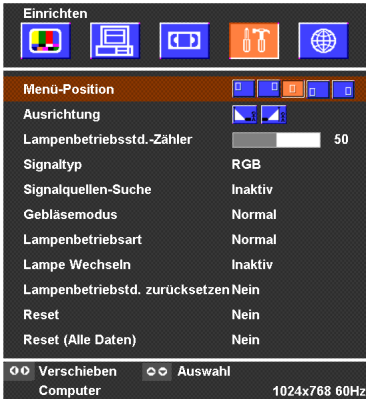 Einrichten
Menü-Position
Ausrichtung
Lampenbetriebsstd.-Zähler 50
Signaltyp RGB
Signalquellen-Suche Inaktiv
Gebläsemodus Normal
Lampenbetriebsart Normal
Lampe Wechseln Inaktiv
Lampenbetriebstd. zurücksetzen Nein
Reset Nein
Reset (Alle Daten) Nein
Verschieben Auswahl
Computer 1024x768 60Hz